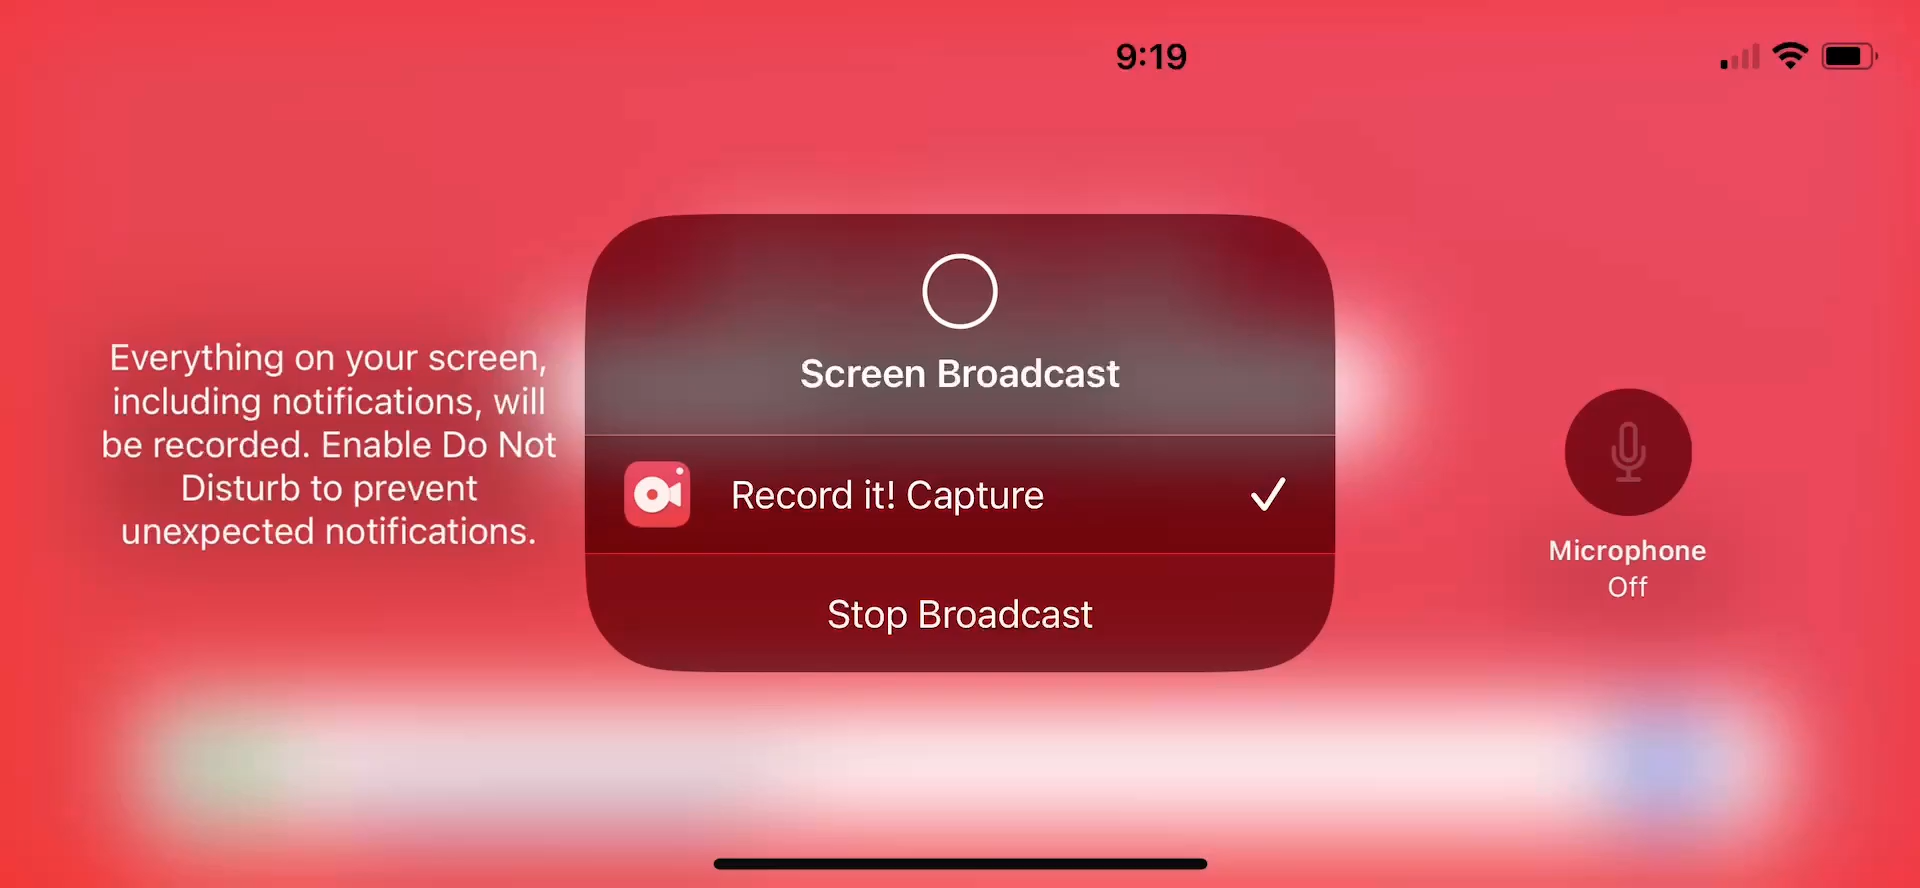 9:19
Everything on your screen,
including notifications, will
be recorded. Enable Do Not
Disturb to prevent
unexpected notifications.
Screen Broadcast
Record it! Capture
Stop Broadcast
Microphone
Off